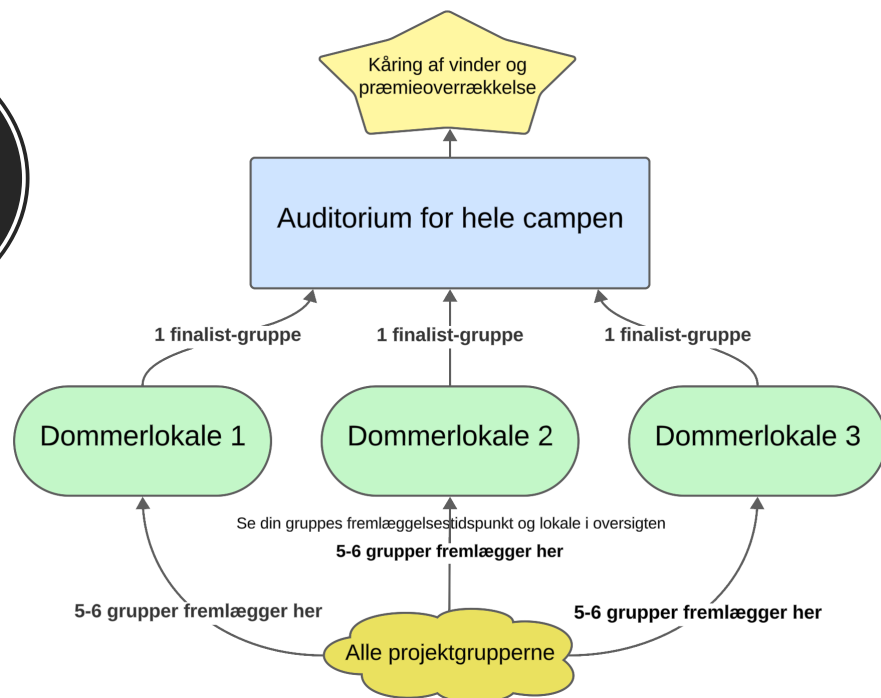 Kåring af vinder og
præmieoverrækkelse
Auditorium for hele campen
1 finalist-gruppe
1 finalist-gruppe
1 finalist-gruppe
Dommerlokale 1
Dommerlokale 2
Dommerlokale 3
Se din gruppes fremlæggelsestidspunkt og lokale i oversigten
5-6 grupper fremlægger her
5-6 grupper fremlægger her
5-6 grupper fremlægger her
Alle projektgrupperne